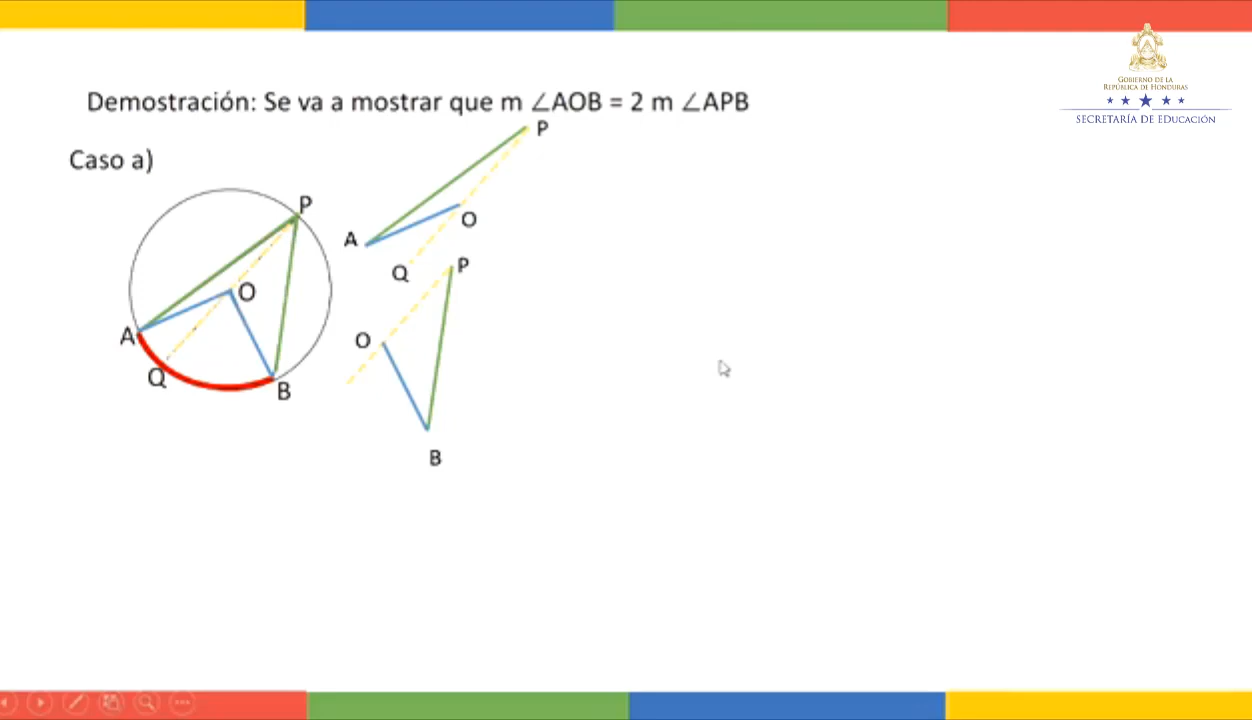 Demostración: Se va a mostrar que m ∠AOB = 2 m ∠APB
GOBIERNO DE LA
REPÚBLICA DE HONDURAS
SECRETARÍA DE EDUCACIÓN
Caso a)
P
A
O
Q
P
O
A
Q
B
P
O
B